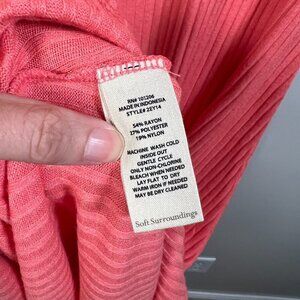 RN# 101206
MADE IN INDONESIA
STYLE# 2EY14
54% RAYON
27% POLYESTER
19% NYLON
MACHINE WASH COLD
INSIDE OUT
GENTLE CYCLE
ONLY NON-CHLORINE
BLEACH WHEN NEEDED
LAY FLAT TO DRY
WARM IRON IF NEEDED
MAY BE DRY CLEANED
Soft Surroundings